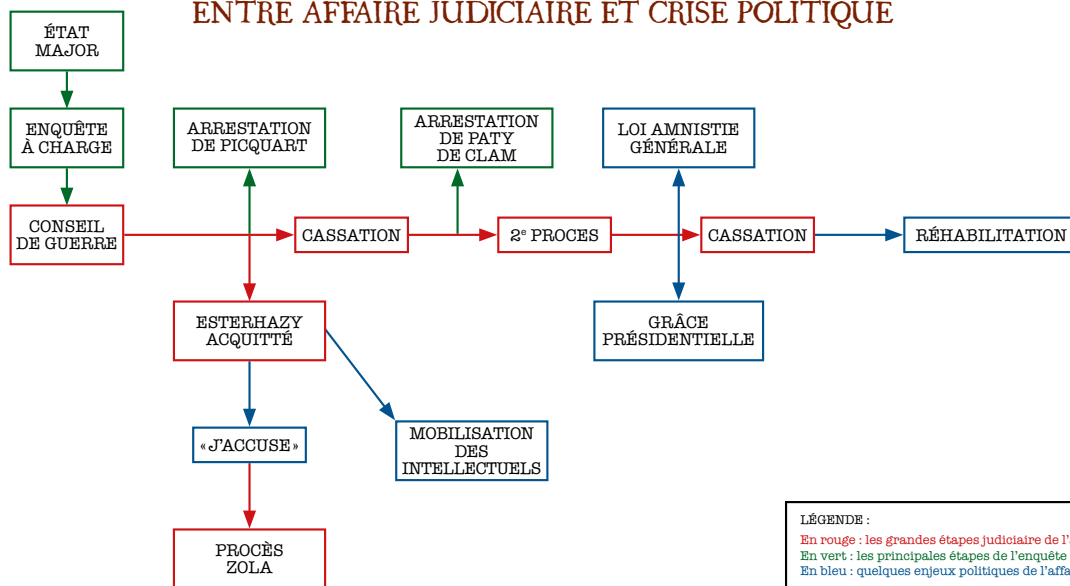 ENTRE AFFAIRE JUDICIAIRE ET CRISE POLITIQUE
ÉTAT
MAJOR
ENQUÊTE
À CHARGE
ARRESTATION
DE PICQUART
ARRESTATION
DE PATY
DE CLAM
LOI AMNISTIE
GÉNÉRALE
CONSEIL
DE GUERRE
CASSATION
2e PROCES
CASSATION
RÉHABILITATION
ESTERHAZY
ACQUITTÉ
GRÂCE
PRÉSIDENTIELLE
«J'ACCUSE»
MOBILISATION
DES
INTELLECTUELS
PROCÈS
ZOLA
LÉGENDE :
En rouge : les grandes étapes judiciaire de l'
En vert : les principales étapes de l'enquête
En bleu : quelques enjeux politiques de l'affa